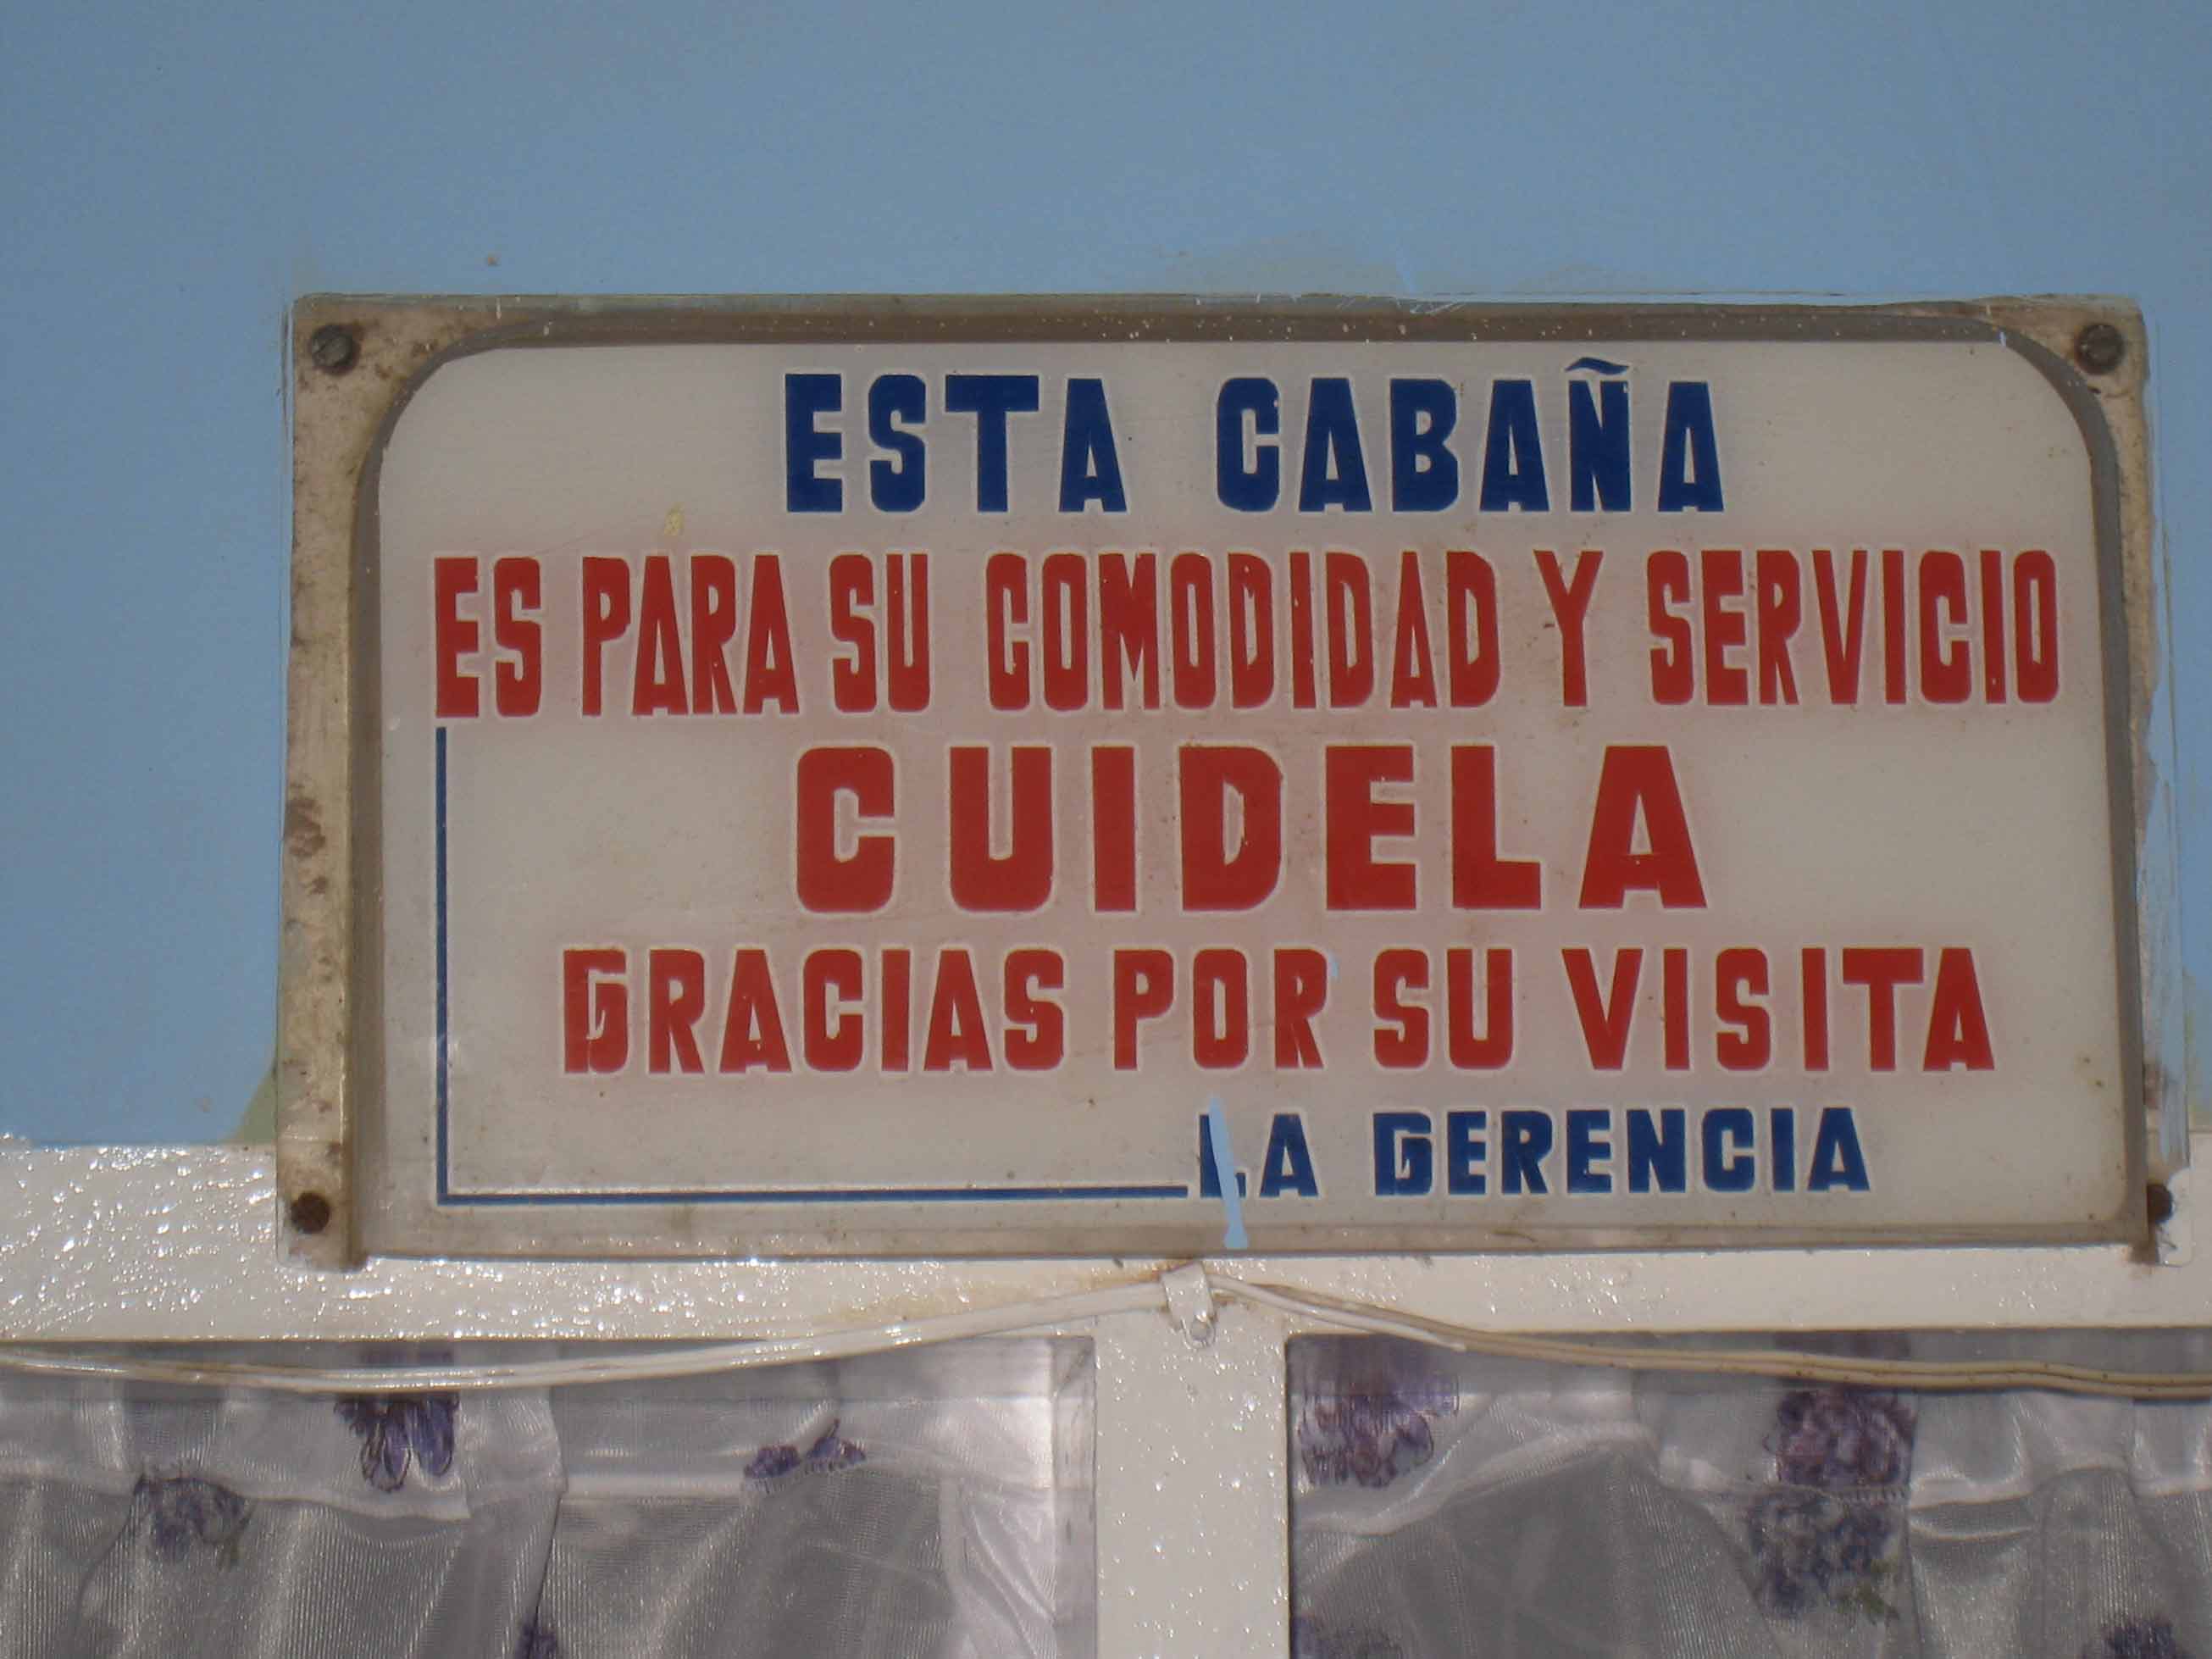 ESTA CABAÑA
ES PARA SU COMODIDAD Y SERVICIO
CUIDELA
GRACIAS POR SU VISITA
LA GERENCIA